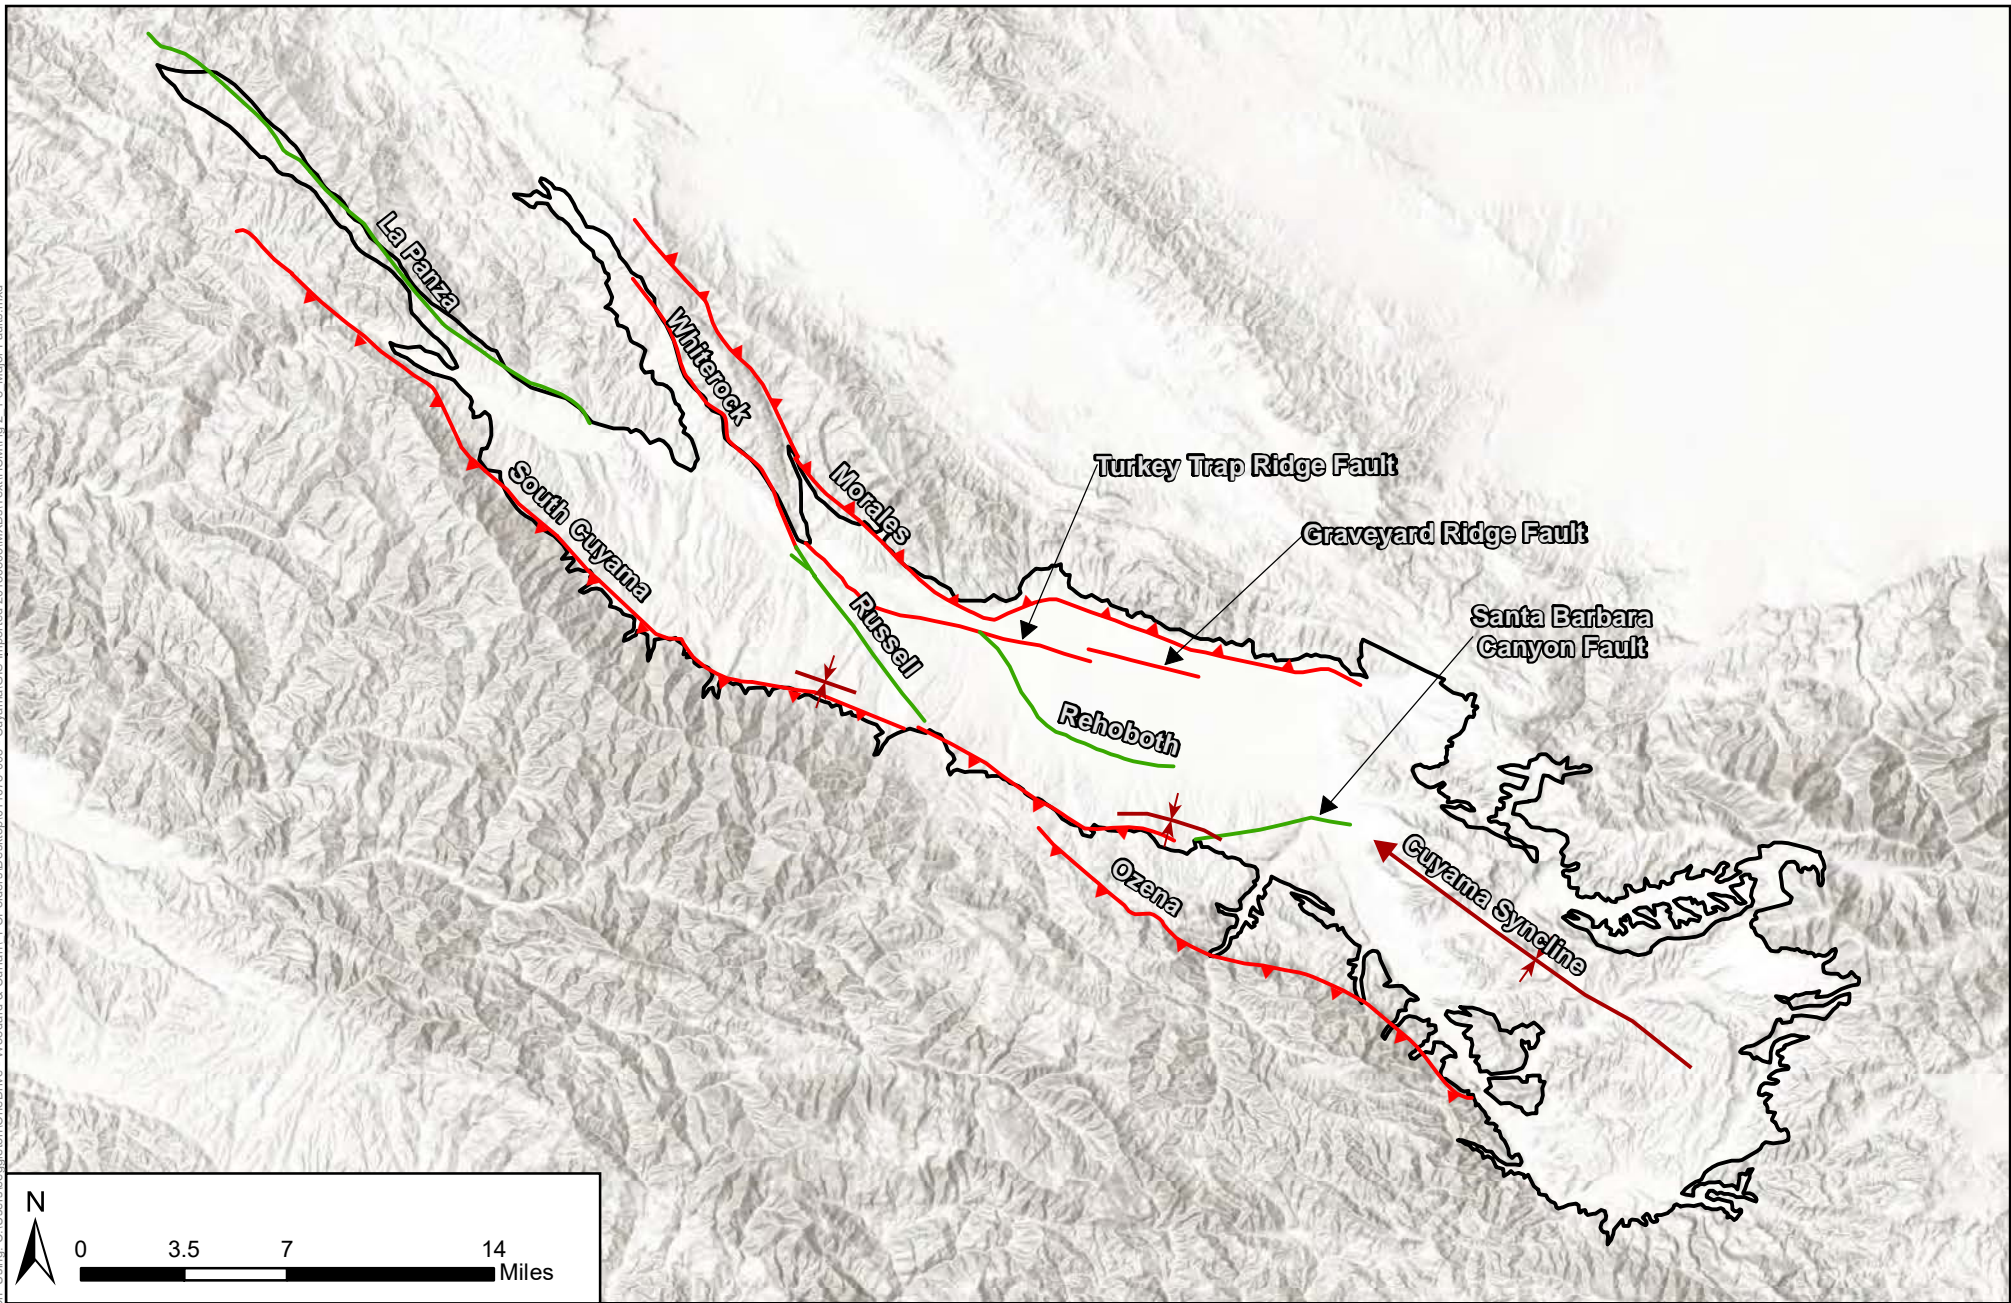 La Panza
Whiterock
Morales
South Cuyama
Russell
Turkey Trap Ridge Fault
Graveyard Ridge Fault
Santa Barbara
Canyon Fault
Rehoboth
Ozena
Cuyama Syncline
N
0 3.5 7 14
Miles